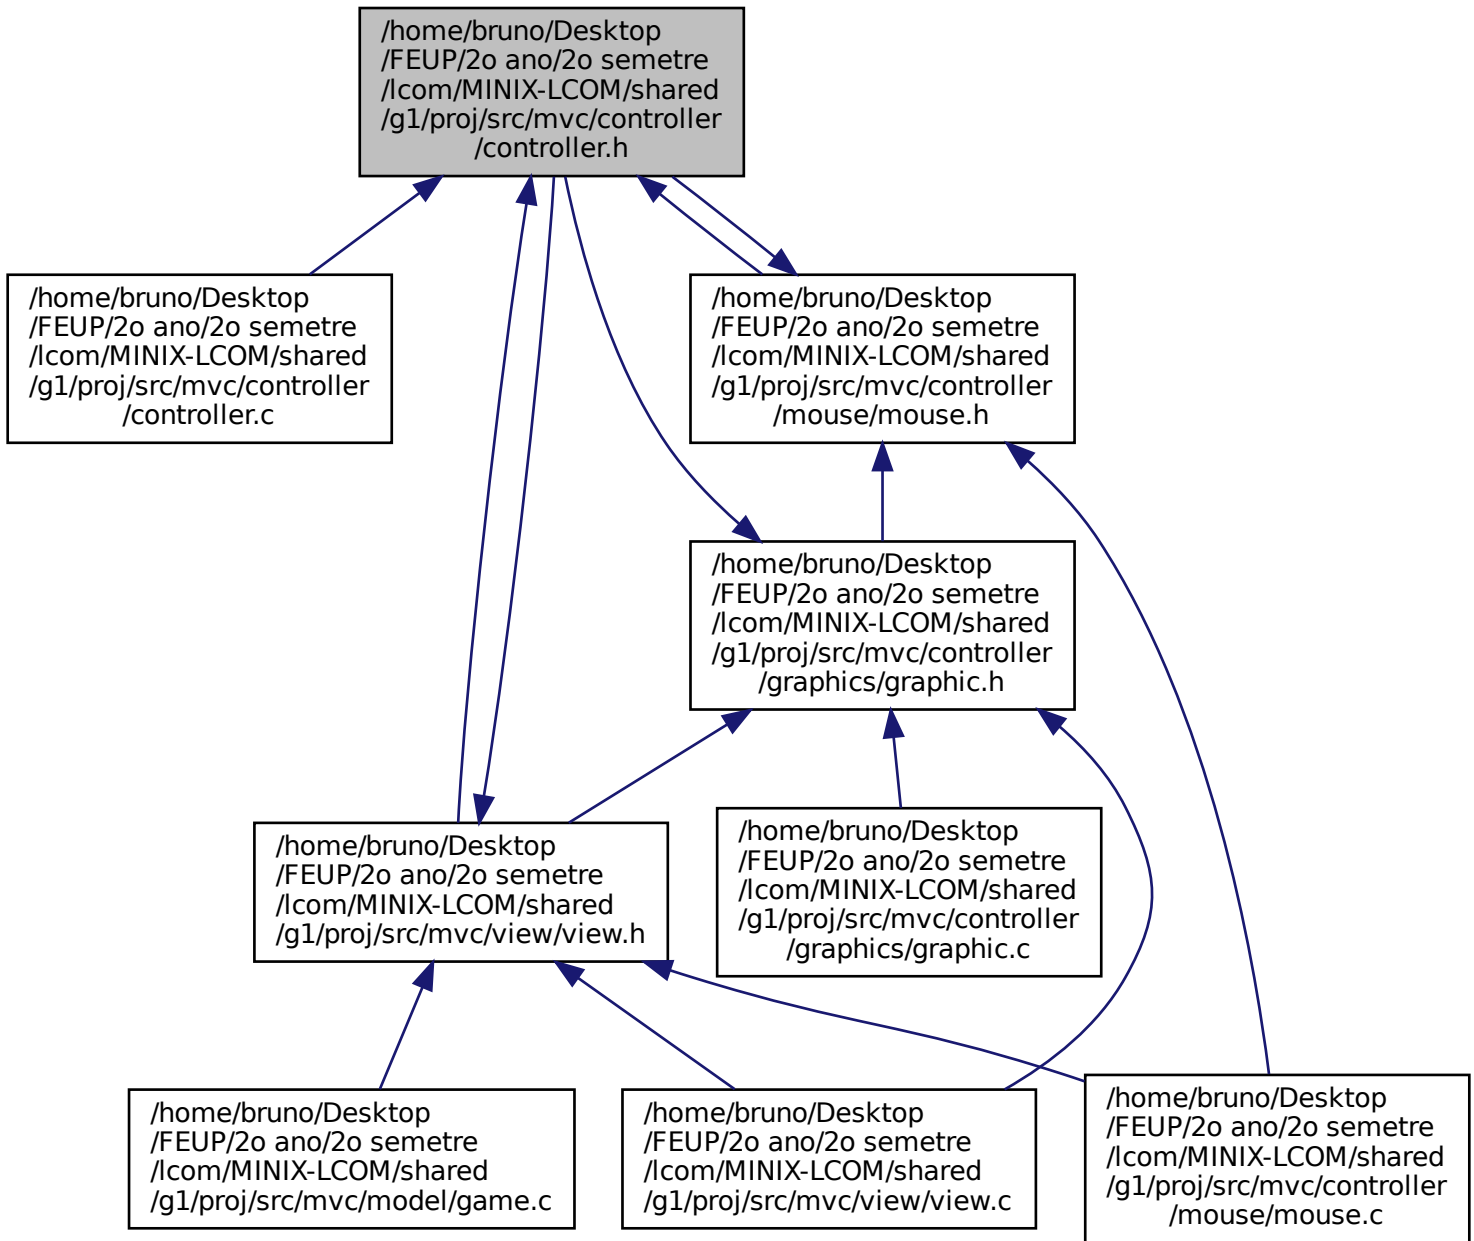 /home/bruno/Desktop
/FEUP/2o ano/2o semetre
/lcom/MINIX-LCOM/shared
/g1/proj/src/mvc/controller
/controller.h
/home/bruno/Desktop
/FEUP/2o ano/2o semetre
/lcom/MINIX-LCOM/shared
/g1/proj/src/mvc/controller
/controller.c
/home/bruno/Desktop
/FEUP/2o ano/2o semetre
/lcom/MINIX-LCOM/shared
/g1/proj/src/mvc/controller
/mouse/mouse.h
/home/bruno/Desktop
/FEUP/2o ano/2o semetre
/lcom/MINIX-LCOM/shared
/g1/proj/src/mvc/controller
/graphics/graphic.h
/home/bruno/Desktop
/FEUP/2o ano/2o semetre
/lcom/MINIX-LCOM/shared
/g1/proj/src/mvc/view/view.h
/home/bruno/Desktop
/FEUP/2o ano/2o semetre
/lcom/MINIX-LCOM/shared
/g1/proj/src/mvc/controller
/graphics/graphic.c
/home/bruno/Desktop
/FEUP/2o ano/2o semetre
/lcom/MINIX-LCOM/shared
/g1/proj/src/mvc/model/game.c
/home/bruno/Desktop
/FEUP/2o ano/2o semetre
/lcom/MINIX-LCOM/shared
/g1/proj/src/mvc/view/view.c
/home/bruno/Desktop
/FEUP/2o ano/2o semetre
/lcom/MINIX-LCOM/shared
/g1/proj/src/mvc/controller
/mouse/mouse.c